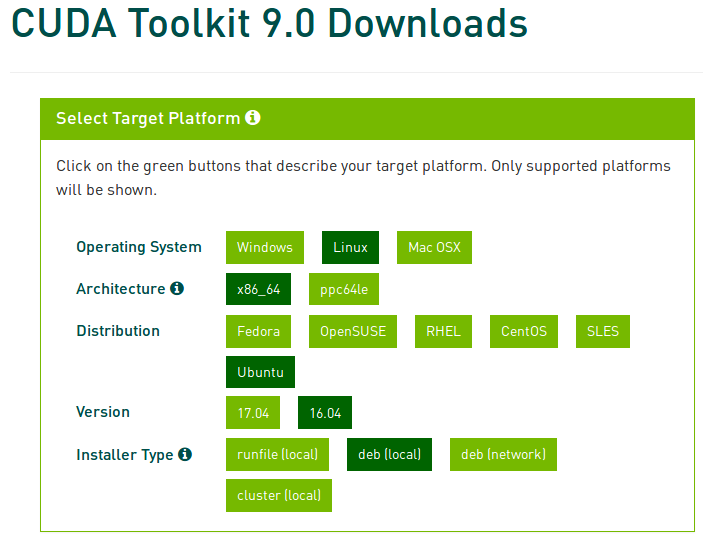 CUDA Toolkit 9.0 Downloads
Select Target Platform
Click on the green buttons that describe your target platform. Only supported platforms
will be shown.
Operating System Windows Linux Mac OSX
Architecture x86_64 ppc64le
Distribution Fedora OpenSUSE RHEL CentOS SLES
Ubuntu
Version 17.04 16.04
Installer Type runfile (local) deb (local) deb (network)
cluster (local)